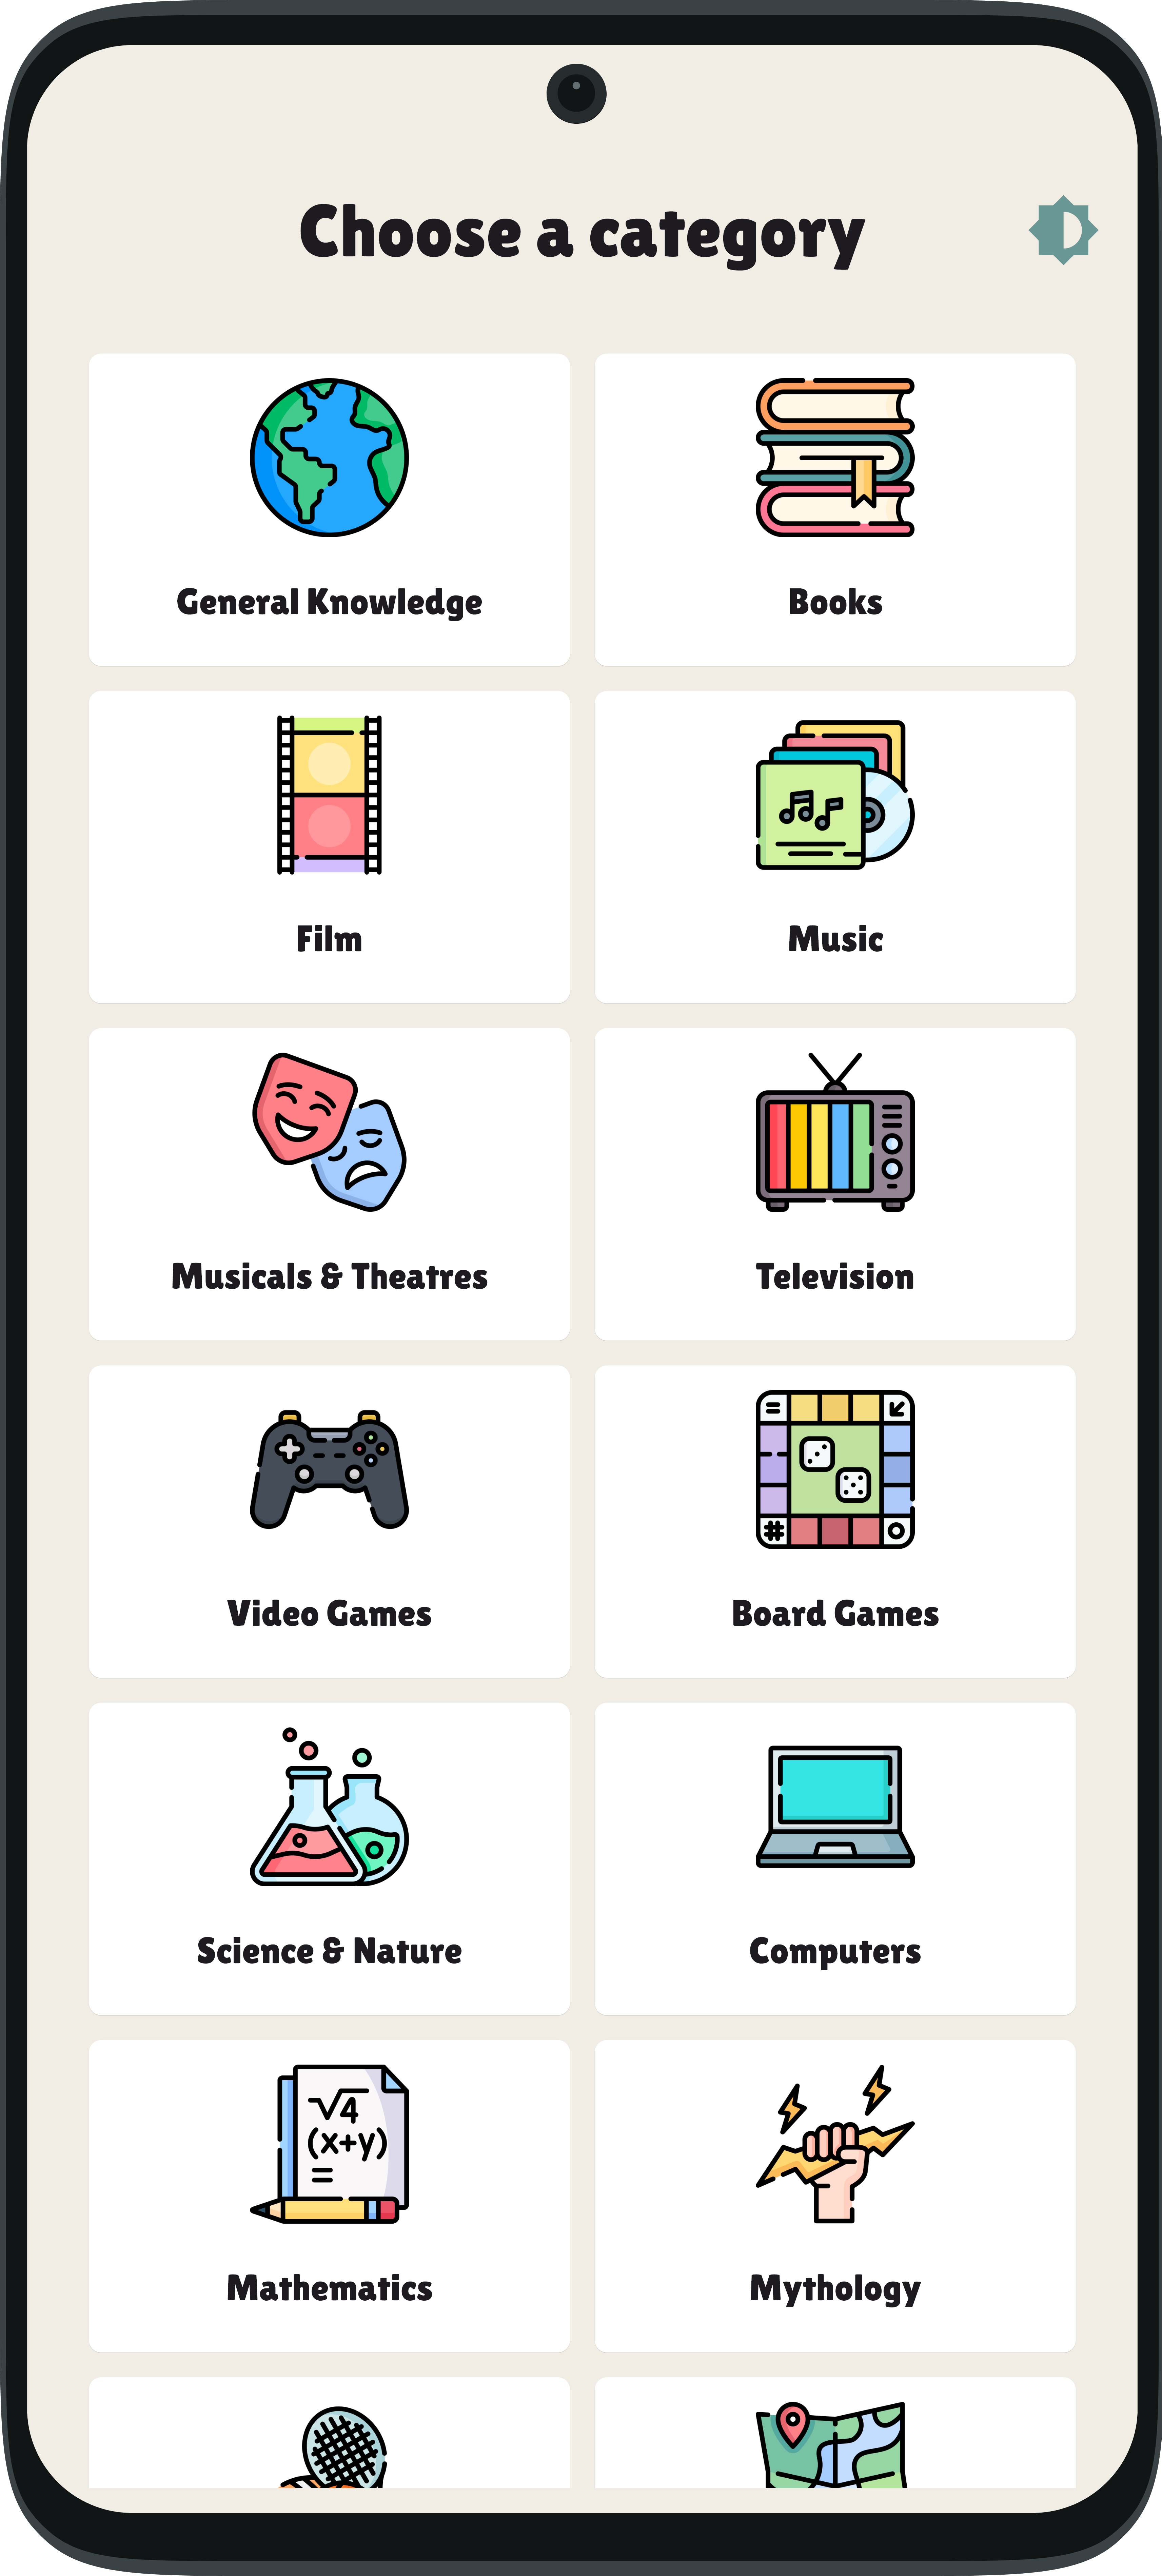 Choose a category
General Knowledge
Books
Film
Music
Musicals & Theatres
Television
Video Games
Board Games
Science & Nature
Computers
√4
(x+y)
=
Mathematics
Mythology